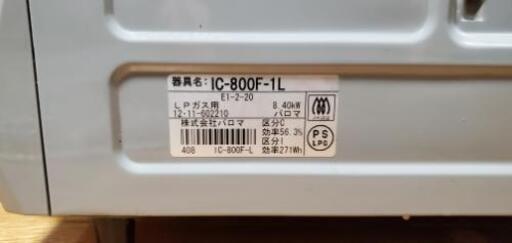 器具名: IC-800F-1L
E1-2-20
LPガス用 8.40kW
12-11-602210 パロマ
株式会社パロマ 区分C
効率56.3%
区分I
408 IC-800F-L 効率271Wh
PS
LPG